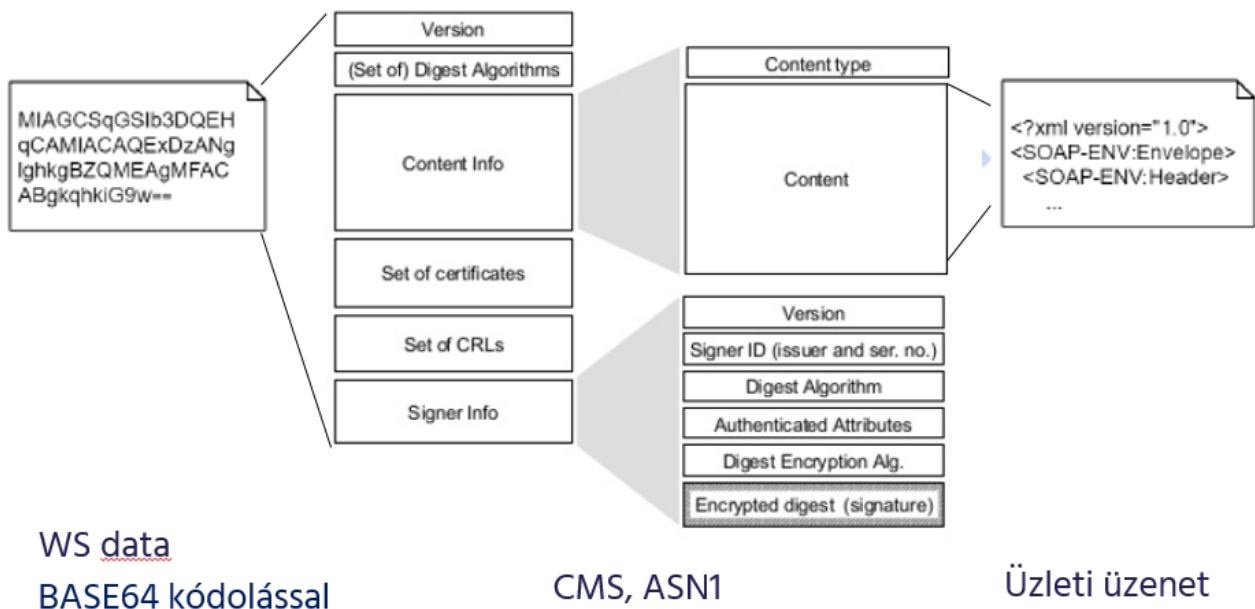 MIAGCSqGSIb3DQEH
qCAMIACAQExDzANg
lghkgBZQMEAgMFAC
ABgkqhkiG9w==
Version
(Set of) Digest Algorithms
Content Info
Set of certificates
Set of CRLs
Signer Info
Content type
Content
Version
Signer ID (issuer and ser. no.)
Digest Algorithm
Authenticated Attributes
Digest Encryption Alg.
Encrypted digest (signature)
<?xml version="1.0">
<SOAP-ENV:Envelope>
<SOAP-ENV:Header>
...
WS data
BASE64 kódolással
CMS, ASN1
Üzleti üzenet